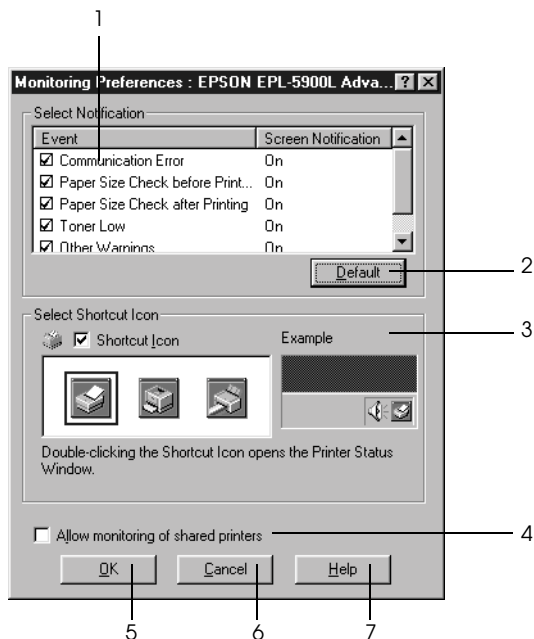 1
Monitoring Preferences : EPSON EPL-5900L Adva...
Select Notification
Event Screen Notification
Communication Error On
Paper Size Check before Print... On
Paper Size Check after Printing On
Toner Low On
Other Warnings On
Default
2
Select Shortcut Icon
3
Shortcut Icon
Example
Double-clicking the Shortcut Icon opens the Printer Status
Window.
Allow monitoring of shared printers
4
OK Cancel Help
5 6 7